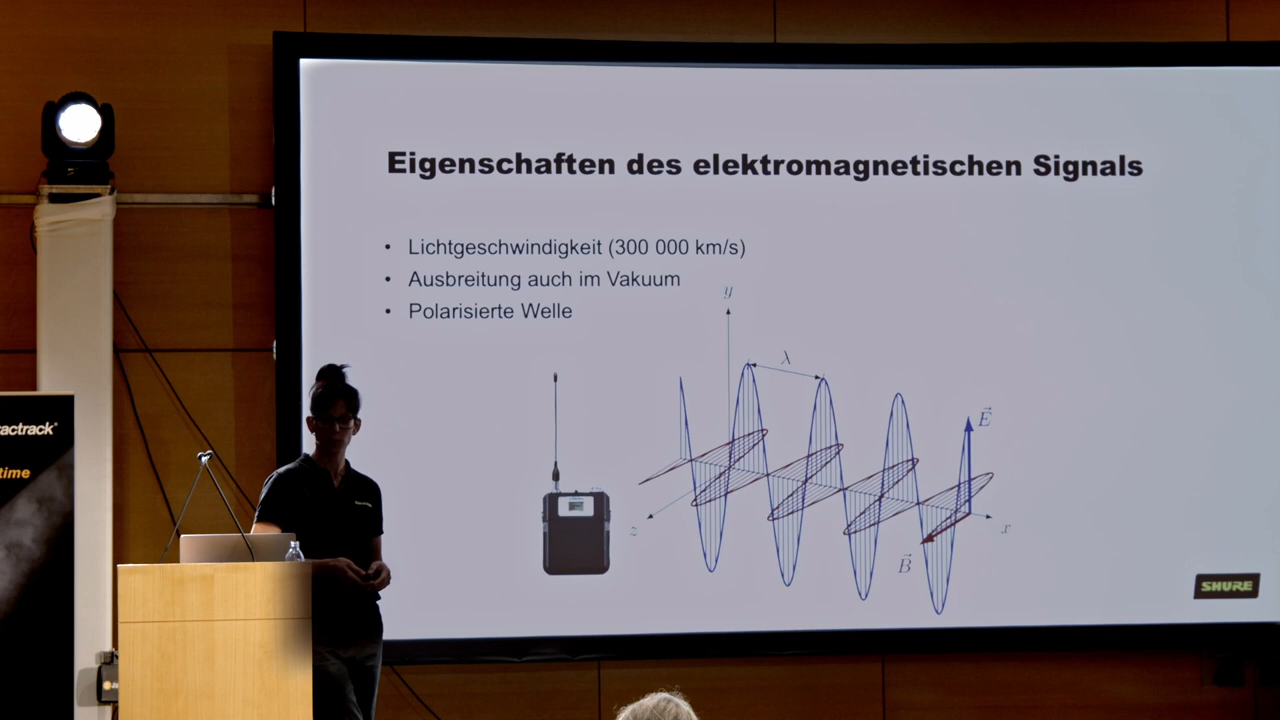 Eigenschaften des elektromagnetischen Signals
• Lichtgeschwindigkeit (300 000 km/s)
• Ausbreitung auch im Vakuum
• Polarisierte Welle
y
λ
E⃗
z
x
B⃗
SHURE
actrack®
time